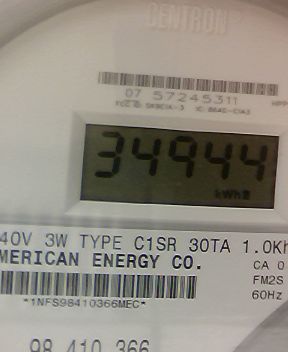 CENTRON
07 57245311
34944
kWh
40V 3W TYPE C1SR 30TA 1.0Kh
MERICAN ENERGY CO.
CA 0
FM2S
60Hz
*1NFS98410366MEC*
98 410 366